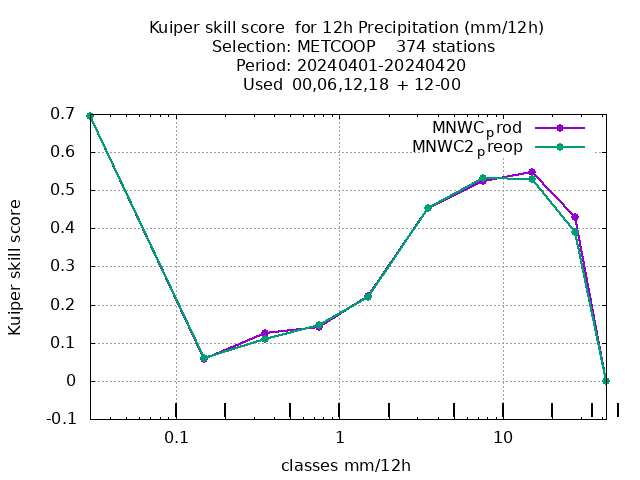 Kuiper skill score  for 12h Precipitation (mm/12h)
Selection: METCOOP    374 stations
Period: 20240401-20240420
Used  00,06,12,18  + 12-00
MNWCprod
MNWC2preop
0.7
0.6
0.5
0.4
0.3
0.2
0.1
0
-0.1
Kuiper skill score
0.1 1 10
classes mm/12h